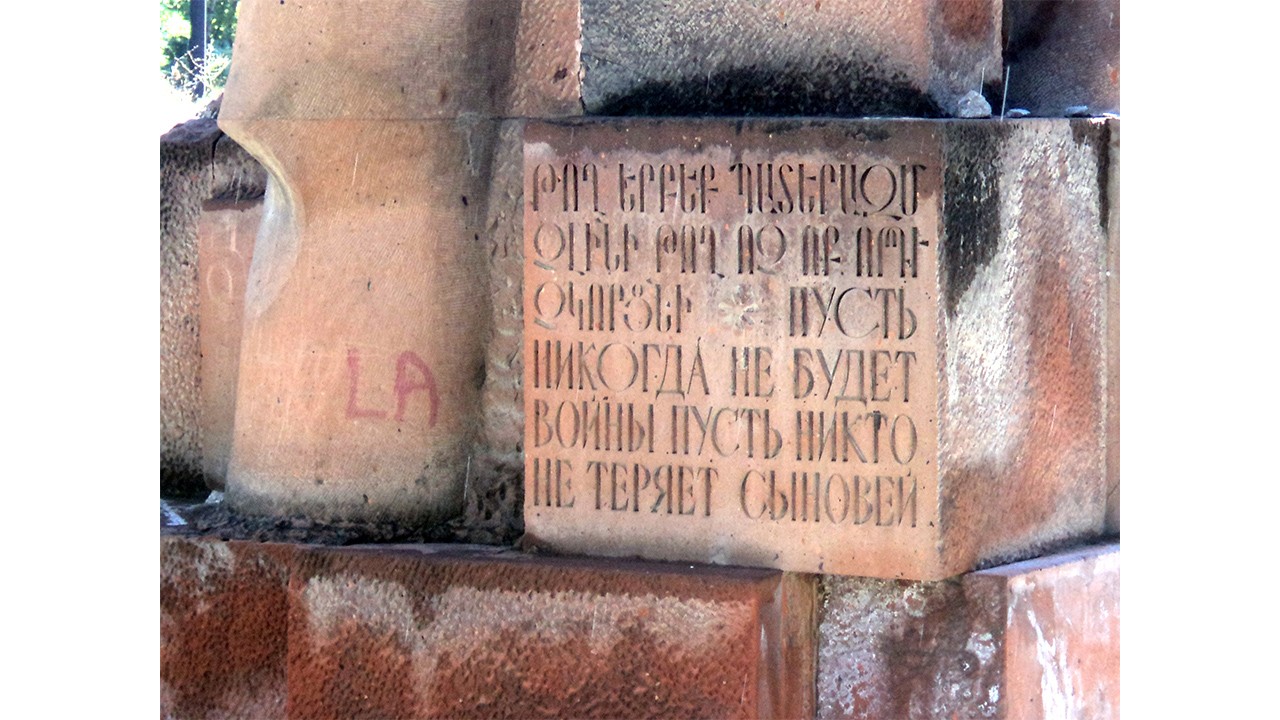 ԹՈՂ ԵՐԲԵՔ ՊԱՏԵՐԱԶՄ
ՉԼԻՆԻ ԹՈՂ ՈՉ ՈՔ ՈՐԴԻ
ՉԿՈՐՑՆԻ ПУСТЬ
НИКОГДА НЕ БУДЕТ
ВОЙНЫ ПУСТЬ НИКТО
НЕ ТЕРЯЕТ СЫНОВЕЙ
LA